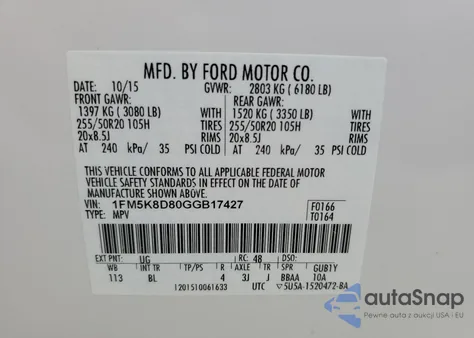 MFD. BY FORD MOTOR CO.
DATE: 10/15 GVWR: 2803 KG ( 6180 LB)
FRONT GAWR: REAR GAWR:
1397 KG ( 3080 LB) WITH 1520 KG ( 3350 LB) WITH
255/50R20 105H TIRES 255/50R20 105H TIRES
20x8.5J RIMS 20x8.5J RIMS
AT 240 kPa/ 35 PSI COLD AT 240 kPa/ 35 PSI COLD
THIS VEHICLE CONFORMS TO ALL APPLICABLE FEDERAL MOTOR
VEHICLE SAFETY STANDARDS IN EFFECT ON THE DATE OF
MANUFACTURE SHOWN ABOVE.
VIN: 1FM5K8D80GGB17427 F0166
TYPE: MPV T0164
EXT PNT: UG RC: 48 DSO:
WB INT TR TP/PS R AXLE TR SPR GUB1Y
113 BL 4 3J J BBAA 10A
1201510061633 UTC 5U5A-1520472-BA
autoSnap
Pewne auta z USA i EU